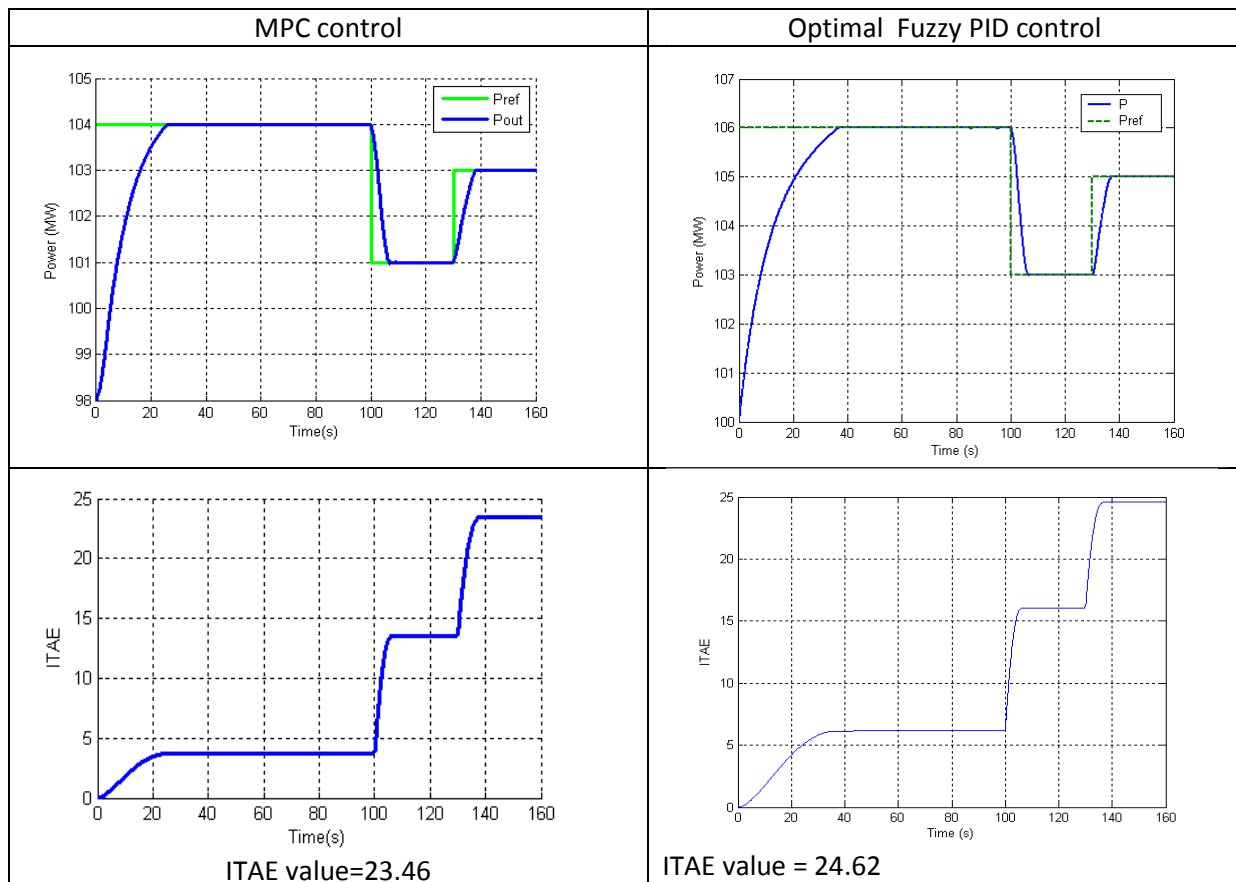 MPC control
Optimal Fuzzy PID control
105
104
103
102
101
100
99
98
Power (MW)
0 20 40 60 80 100 120 140 160
Time(s)
Pref
Pout
107
106
105
104
103
102
101
100
Power (MW)
0 20 40 60 80 100 120 140 160
Time (s)
P
Pref
25
20
15
10
5
0
ITAE
0 20 40 60 80 100 120 140 160
Time(s)
ITAE value=23.46
25
20
15
10
5
0
ITAE
0 20 40 60 80 100 120 140 160
Time (s)
ITAE value = 24.62